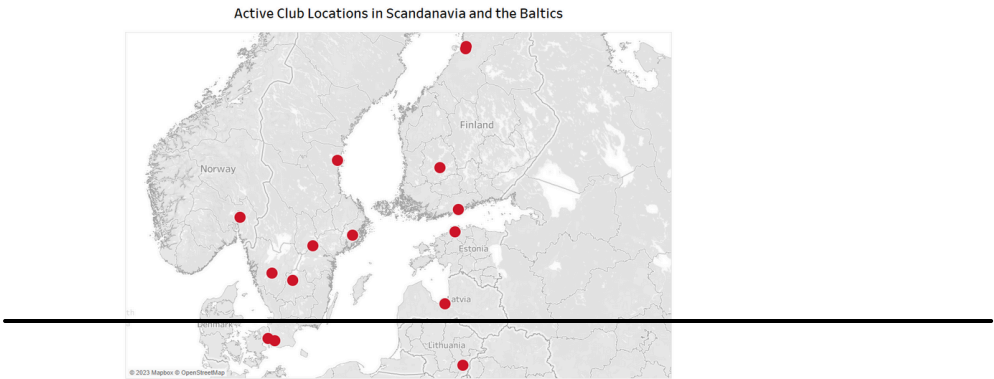 Active Club Locations in Scandanavia and the Baltics
Finland
Norway
Estonia
atvia
Denmark
Lithuania
© 2023 Mapbox © OpenStreetMap